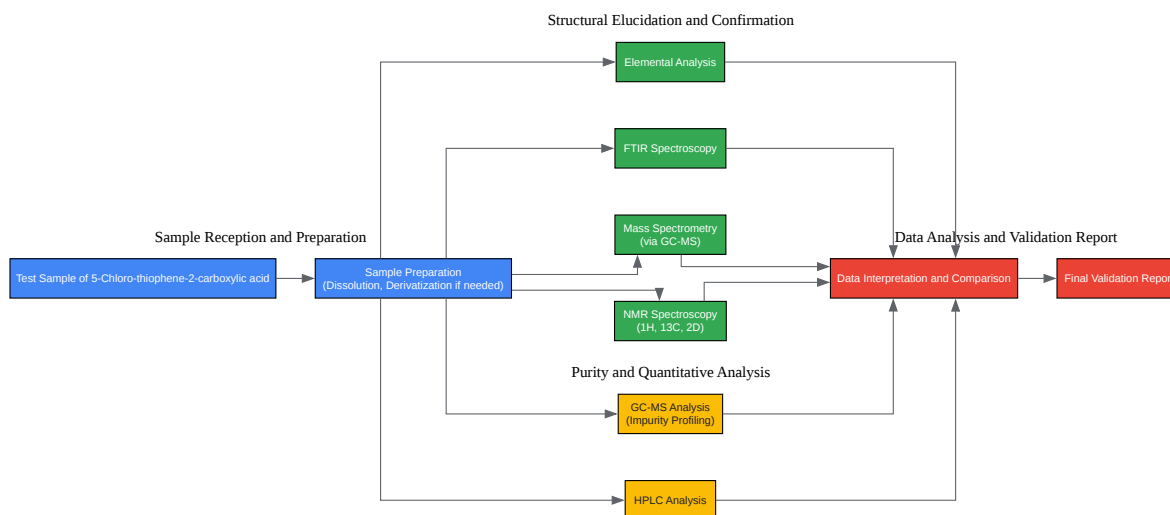 Structural Elucidation and Confirmation
Elemental Analysis
FTIR Spectroscopy
Mass Spectrometry
(via GC-MS)
Sample Reception and Preparation
Data Analysis and Validation Report
Test Sample of 5-Chloro-thiophene-2-carboxylic acid
Sample Preparation
(Dissolution, Derivatization if needed)
Data Interpretation and Comparison
Final Validation Report
NMR Spectroscopy
(1H, 13C, 2D)
Purity and Quantitative Analysis
GC-MS Analysis
(Impurity Profiling)
HPLC Analysis